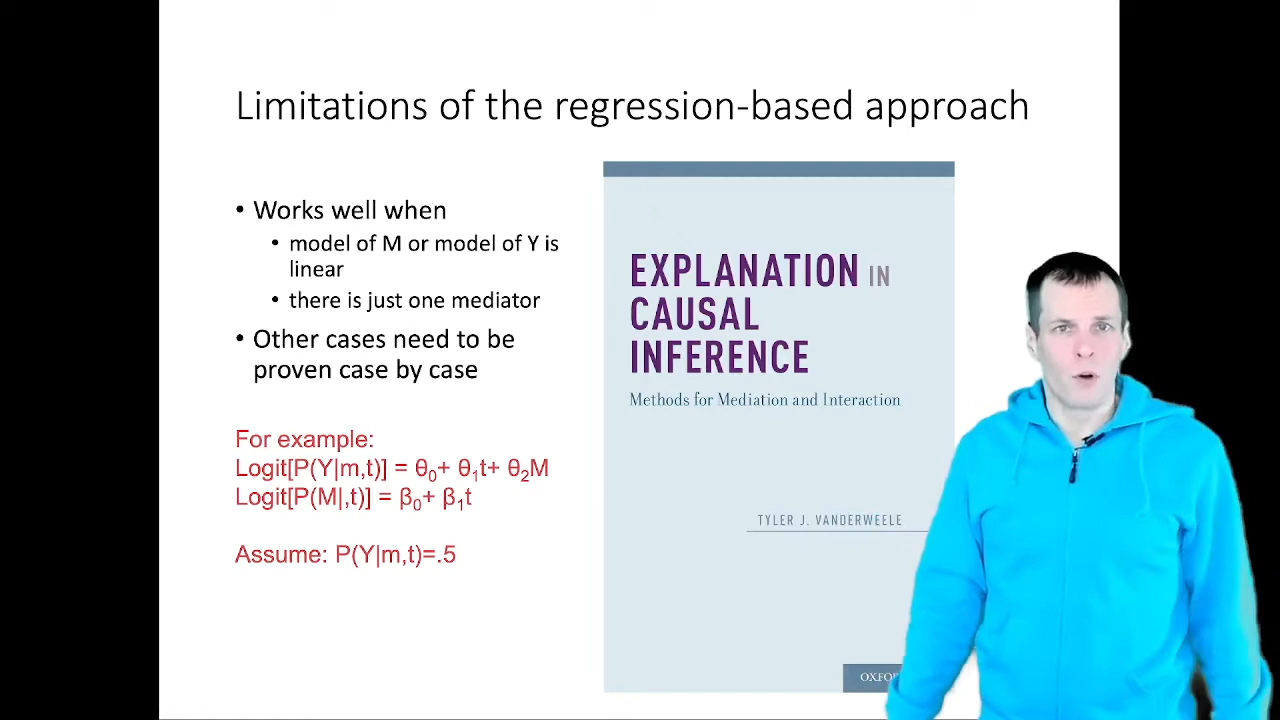 Limitations of the regression-based approach
• Works well when
• model of M or model of Y is
linear
• there is just one mediator
• Other cases need to be
proven case by case
For example:
Logit[P(Y|m,t)] = θ₀+ θ₁t+ θ₂M
Logit[P(M|,t)] = β₀+ β₁t
Assume: P(Y|m,t)=.5
EXPLANATION IN
CAUSAL
INFERENCE
Methods for Mediation and Interaction
TYLER J. VANDERWEELE